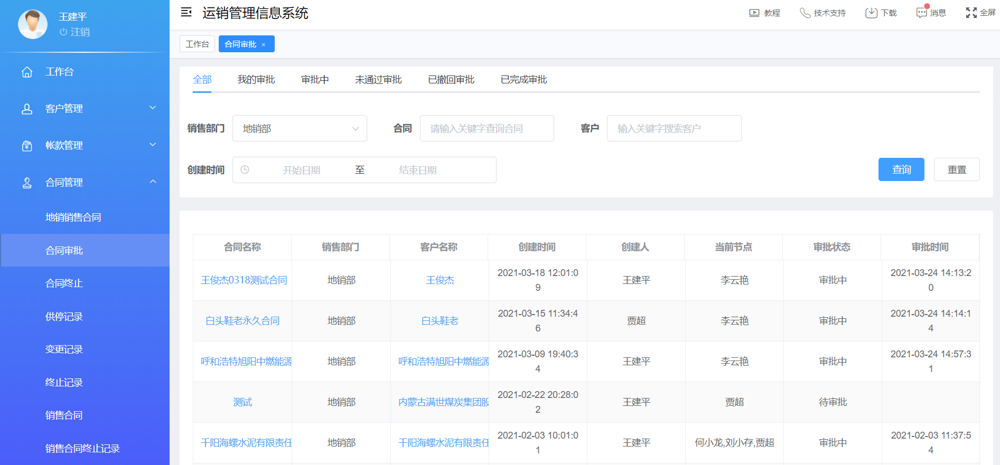 王建平
注销
工作台
客户管理
帐款管理
合同管理
地销销售合同
合同审批
合同终止
供停记录
变更记录
终止记录
销售合同
销售合同终止记录
运销管理信息系统
教程 技术支持 下载 消息 全屏
工作台 合同审批 ×
全部 我的审批 审批中 未通过审批 已撤回审批 已完成审批
销售部门 地销部 合同 请输入关键字查询合同 客户 输入关键字搜索客户
创建时间 开始日期 至 结束日期 查询 重置
合同名称 销售部门 客户名称 创建时间 创建人 当前节点 审批状态 审批时间
王俊杰0318测试合同 地销部 王俊杰 2021-03-18 12:01:09 王建平 李云艳 审批中 2021-03-24 14:13:20
白头鞋老永久合同 地销部 白头鞋老 2021-03-15 11:34:46 贾超 李云艳 审批中 2021-03-24 14:14:14
呼和浩特旭阳中燃能源 地销部 呼和浩特旭阳中燃能源 2021-03-09 19:40:34 王建平 李云艳 审批中 2021-03-24 14:57:31
测试 地销部 内蒙古满世煤炭集团股 2021-02-22 20:28:02 王建平 贾超 待审批
千阳海螺水泥有限责任 地销部 千阳海螺水泥有限责任 2021-02-03 10:01:01 王建平 何小龙,刘小存,贾超 审批中 2021-02-03 11:37:54